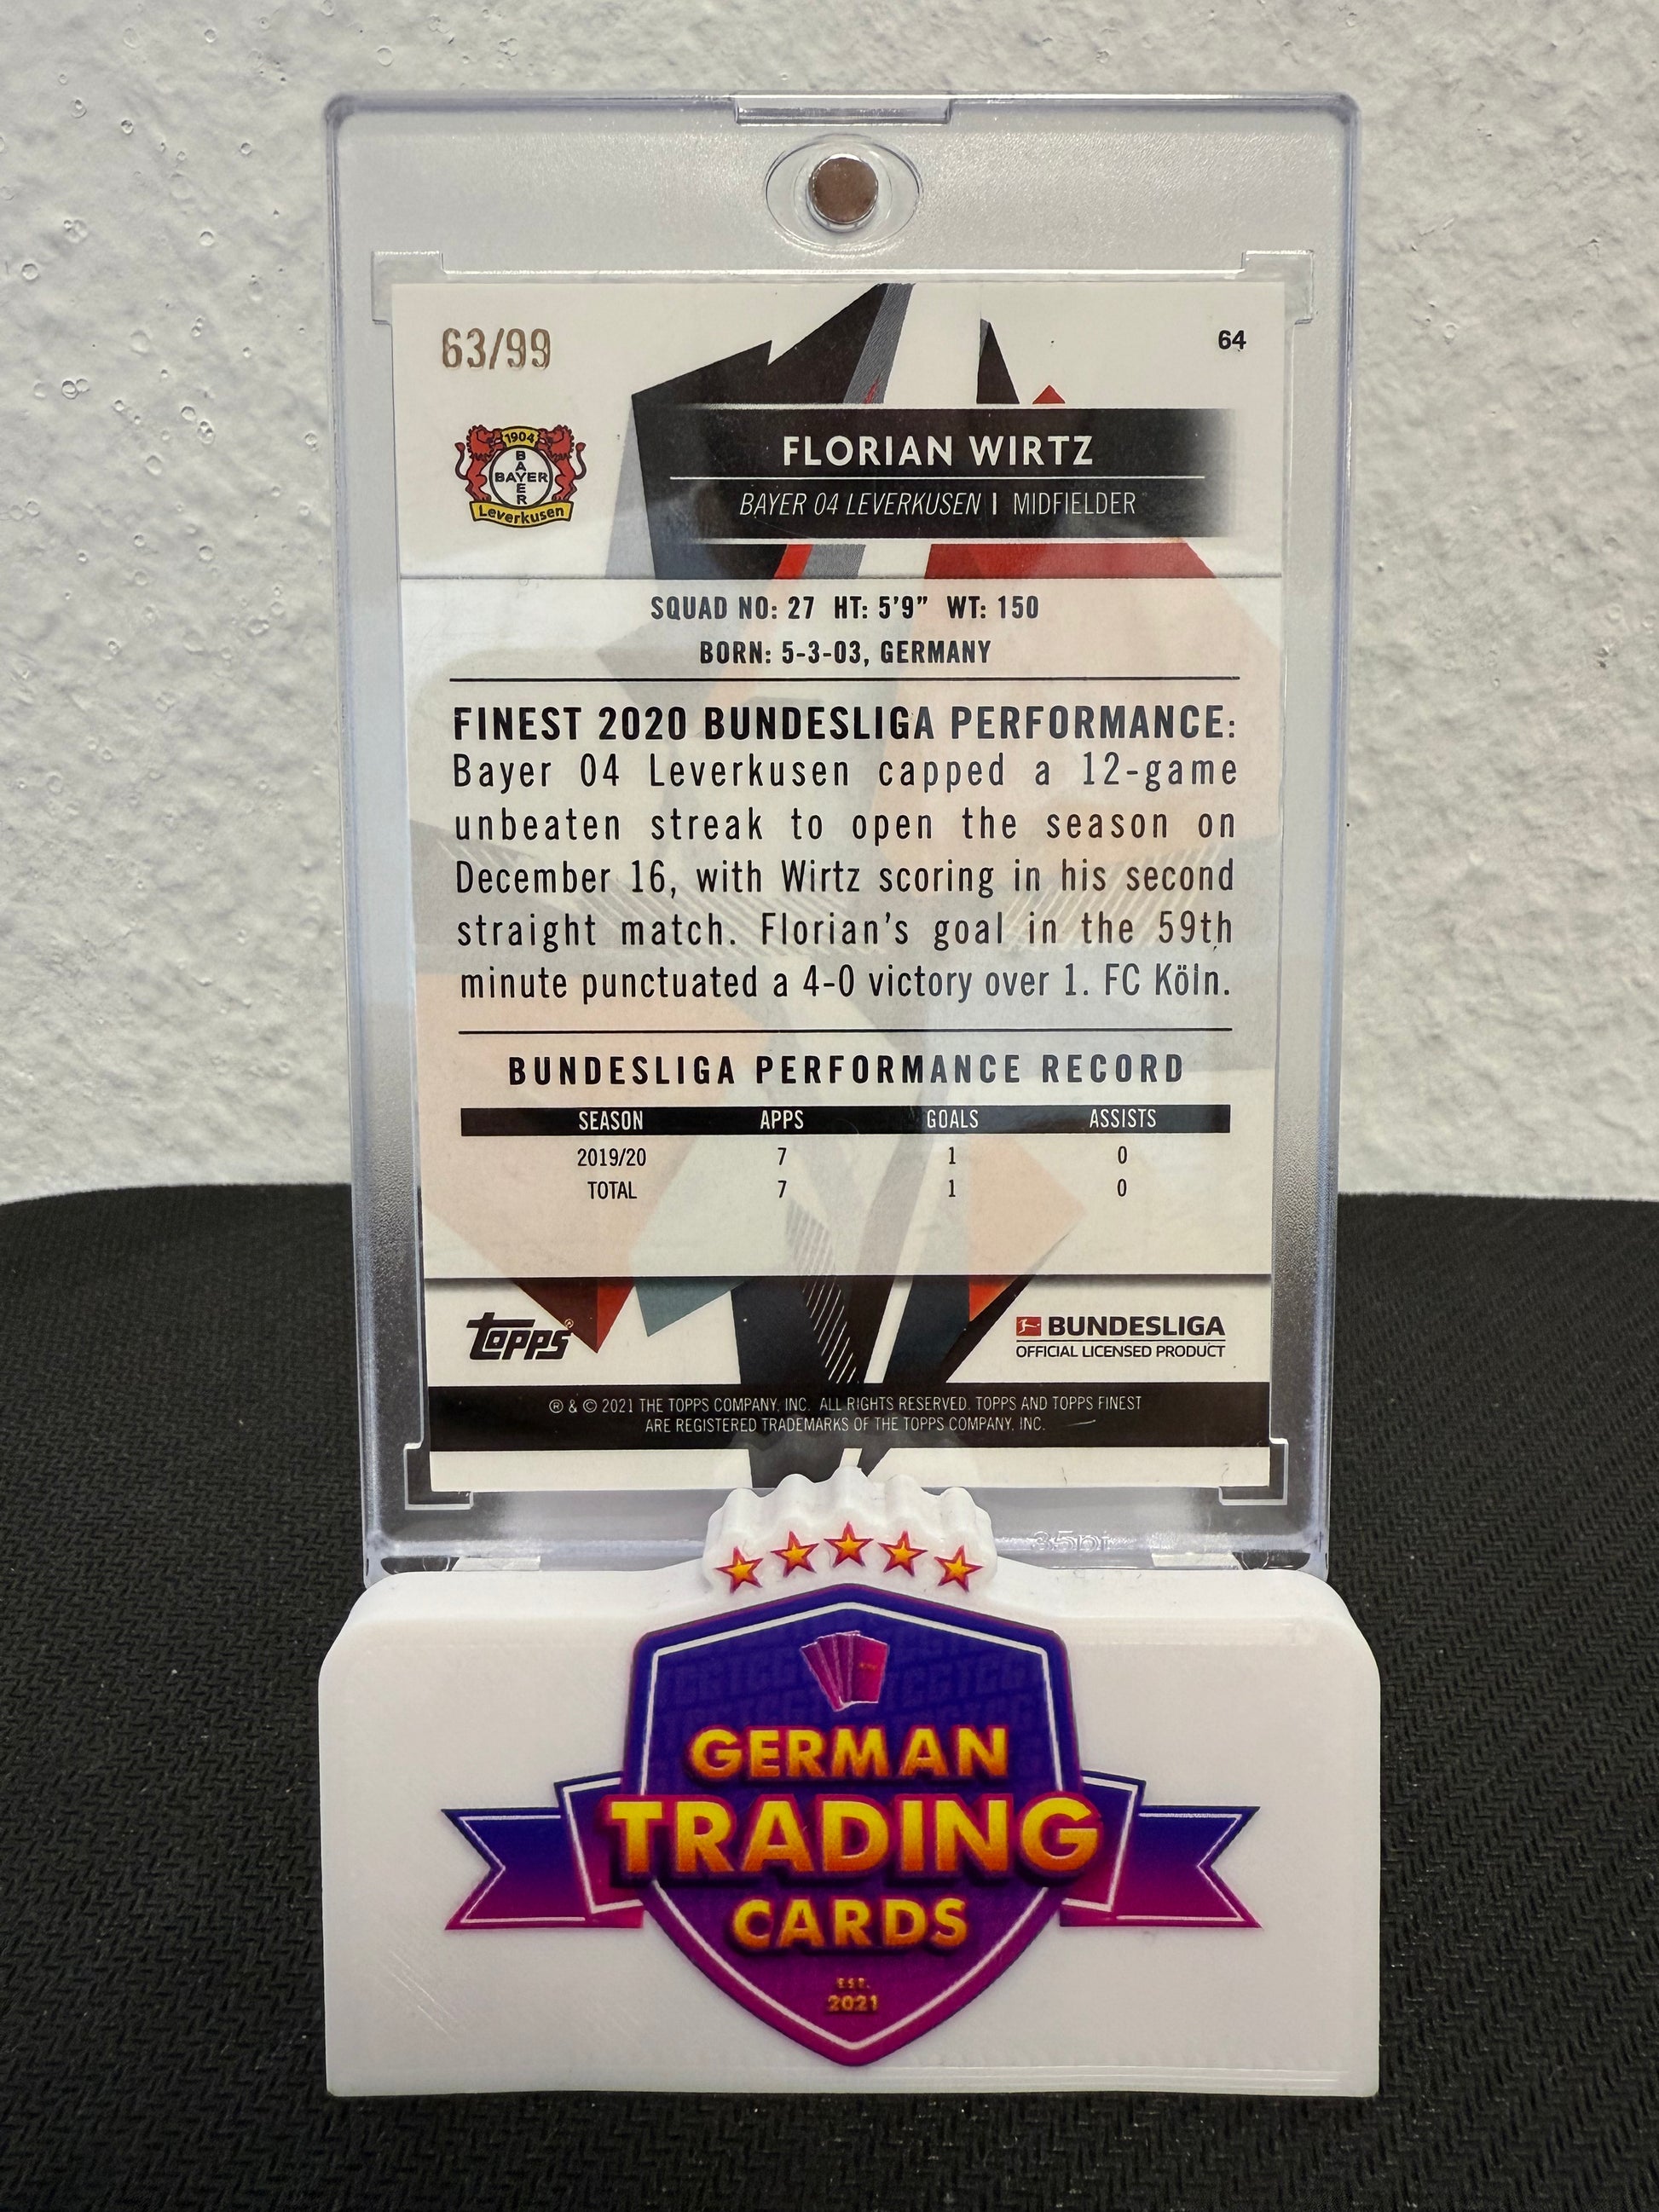 63/99
64
1904
BAYER
BAYER
Leverkusen
FLORIAN WIRTZ
BAYER 04 LEVERKUSEN | MIDFIELDER
SQUAD NO: 27 HT: 5'9" WT: 150
BORN: 5-3-03, GERMANY
FINEST 2020 BUNDESLIGA PERFORMANCE:
Bayer 04 Leverkusen capped a 12-game
unbeaten streak to open the season on
December 16, with Wirtz scoring in his second
straight match. Florian's goal in the 59th
minute punctuated a 4-0 victory over 1. FC Köln.
BUNDESLIGA PERFORMANCE RECORD
SEASON APPS GOALS ASSISTS
2019/20 7 1 0
TOTAL 7 1 0
Topps®
BUNDESLIGA
OFFICIAL LICENSED PRODUCT
® & © 2021 THE TOPPS COMPANY, INC. ALL RIGHTS RESERVED. TOPPS AND TOPPS FINEST
ARE REGISTERED TRADEMARKS OF THE TOPPS COMPANY, INC.
35pt
GERMAN
TRADING
CARDS
EST.
2021